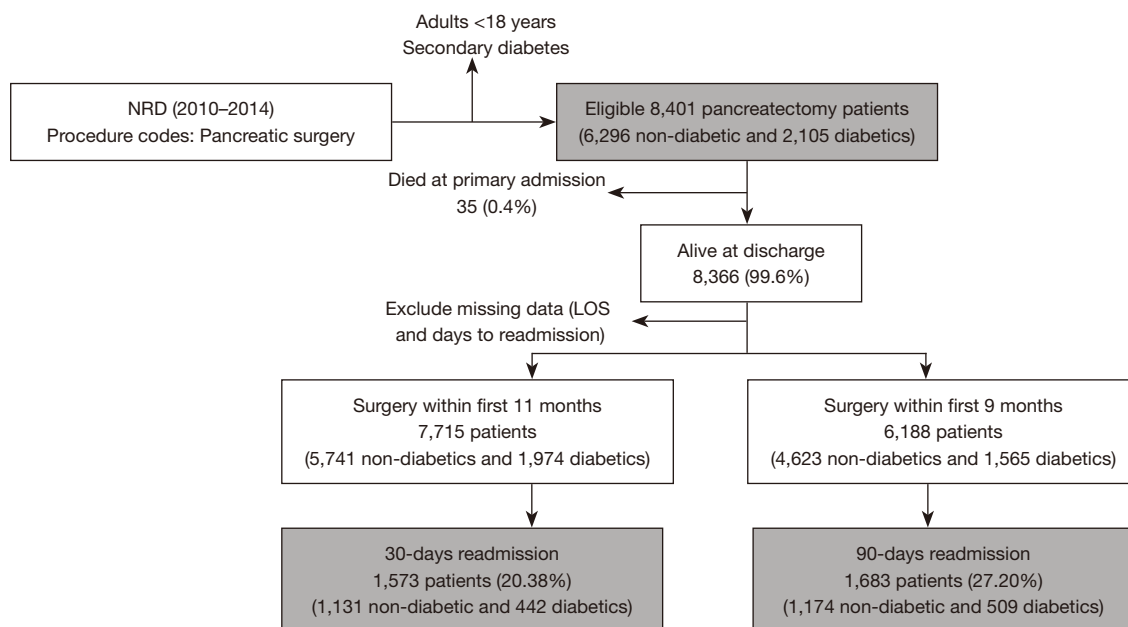 Adults <18 years
Secondary diabetes
NRD (2010–2014)
Procedure codes: Pancreatic surgery
Eligible 8,401 pancreatectomy patients
(6,296 non-diabetic and 2,105 diabetics)
Died at primary admission
35 (0.4%)
Alive at discharge
8,366 (99.6%)
Exclude missing data (LOS
and days to readmission)
Surgery within first 11 months
7,715 patients
(5,741 non-diabetics and 1,974 diabetics)
Surgery within first 9 months
6,188 patients
(4,623 non-diabetics and 1,565 diabetics)
30-days readmission
1,573 patients (20.38%)
(1,131 non-diabetic and 442 diabetics)
90-days readmission
1,683 patients (27.20%)
(1,174 non-diabetic and 509 diabetics)